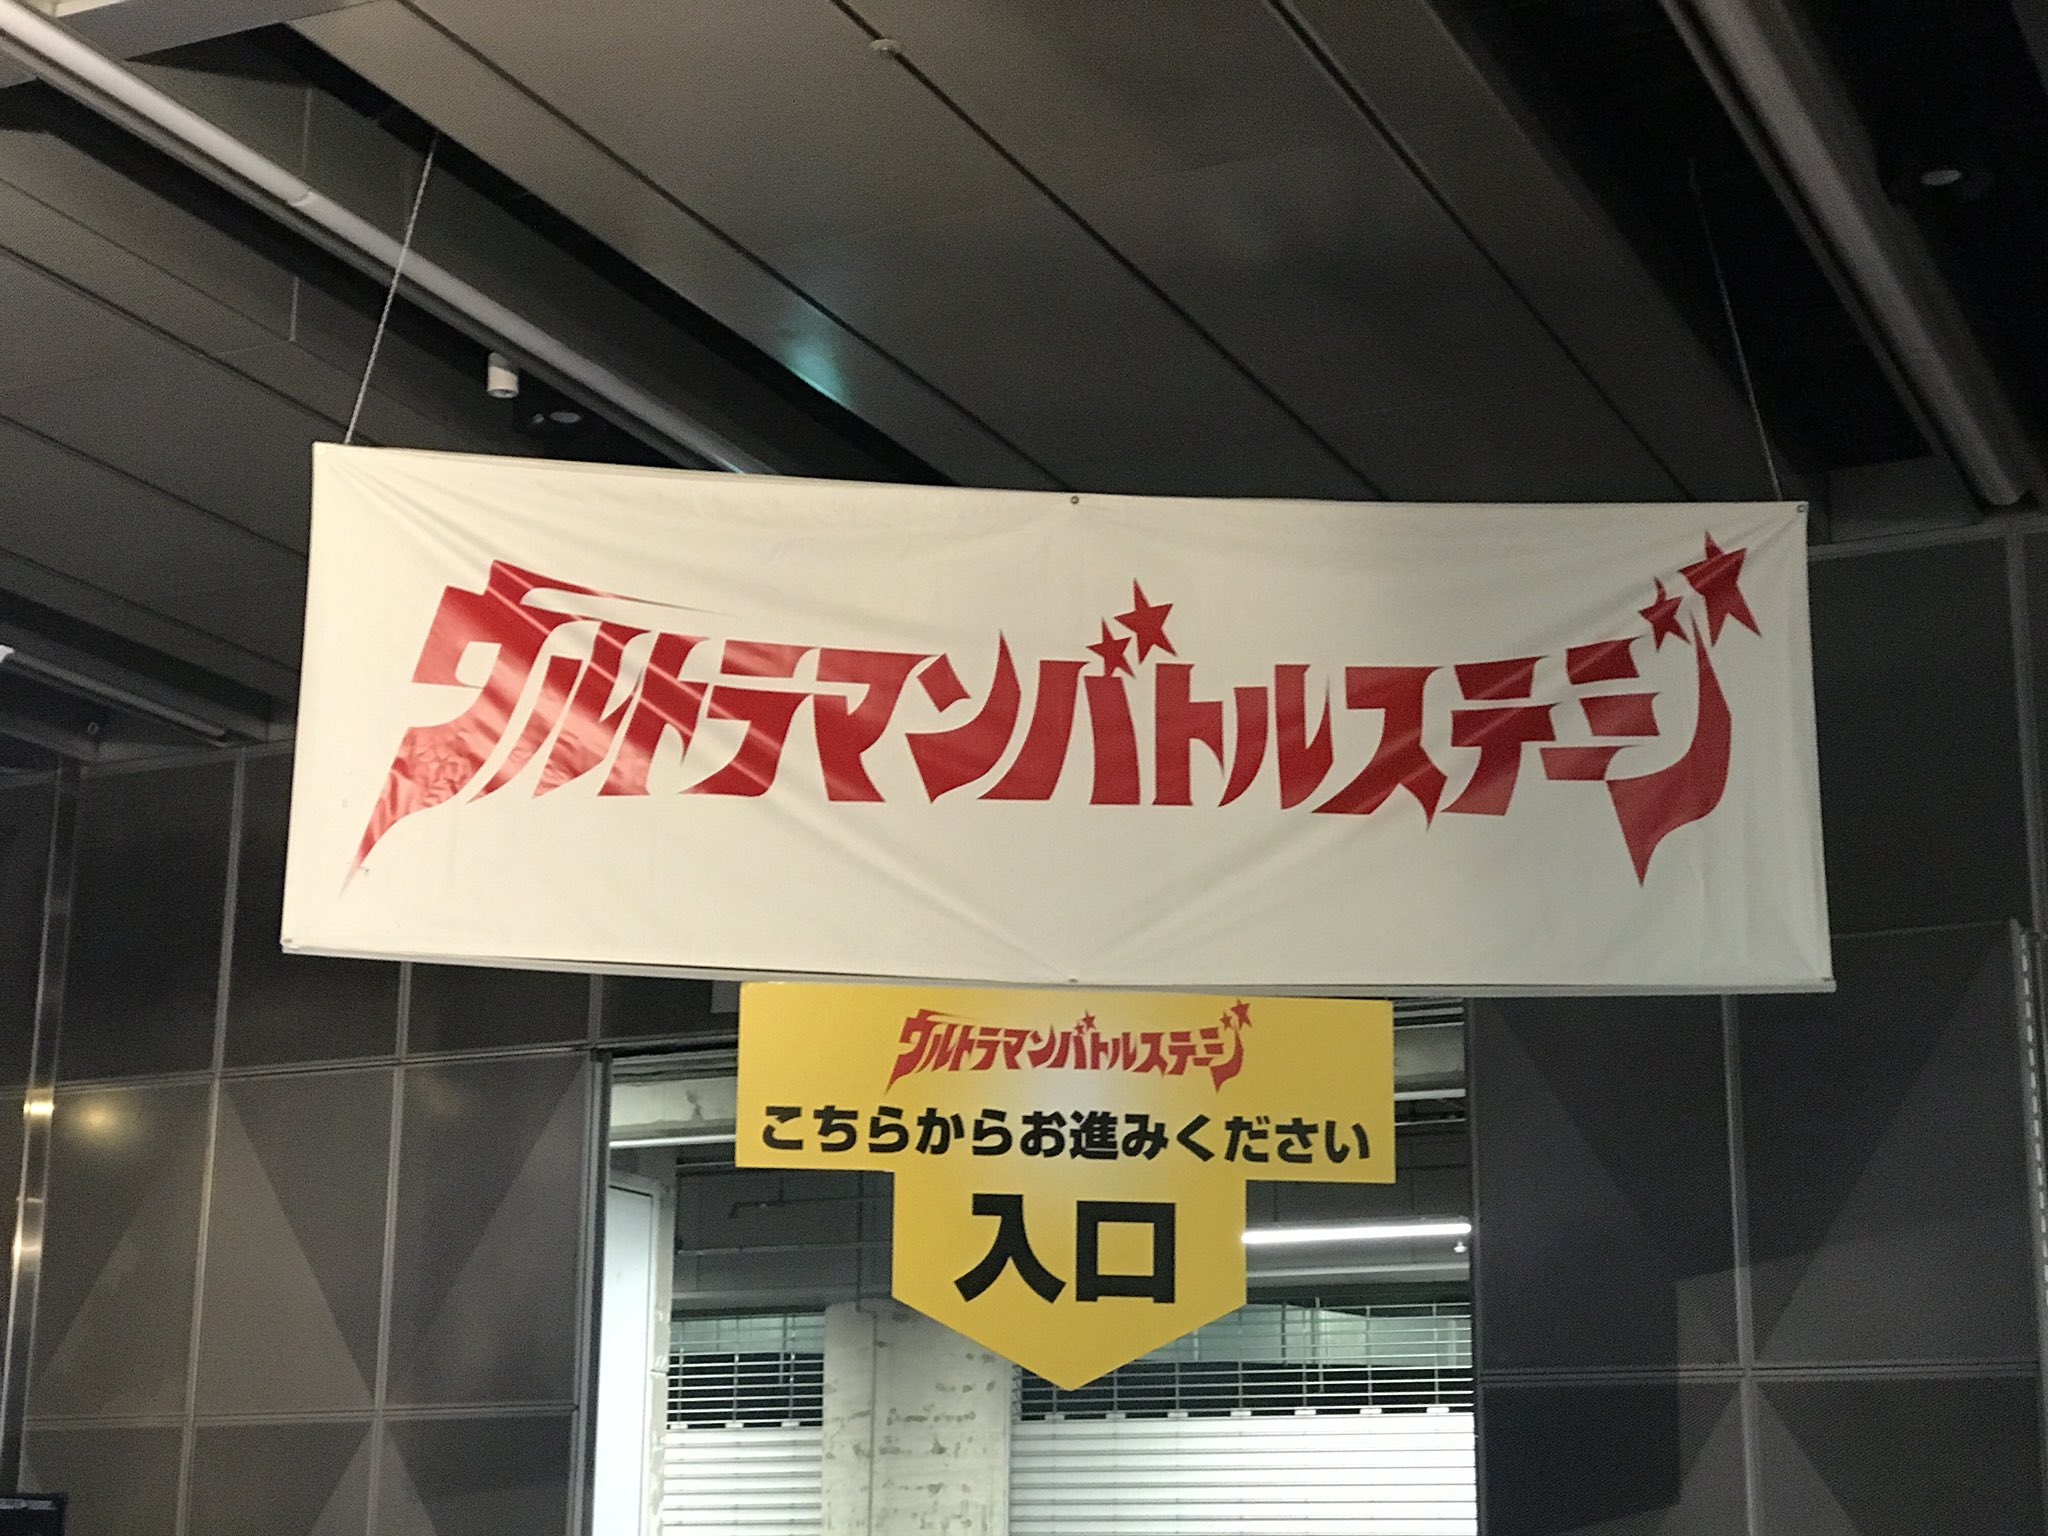 ウルトラマンバトルステージ
ウルトラマンバトルステージ
こちらからお進みください
入口